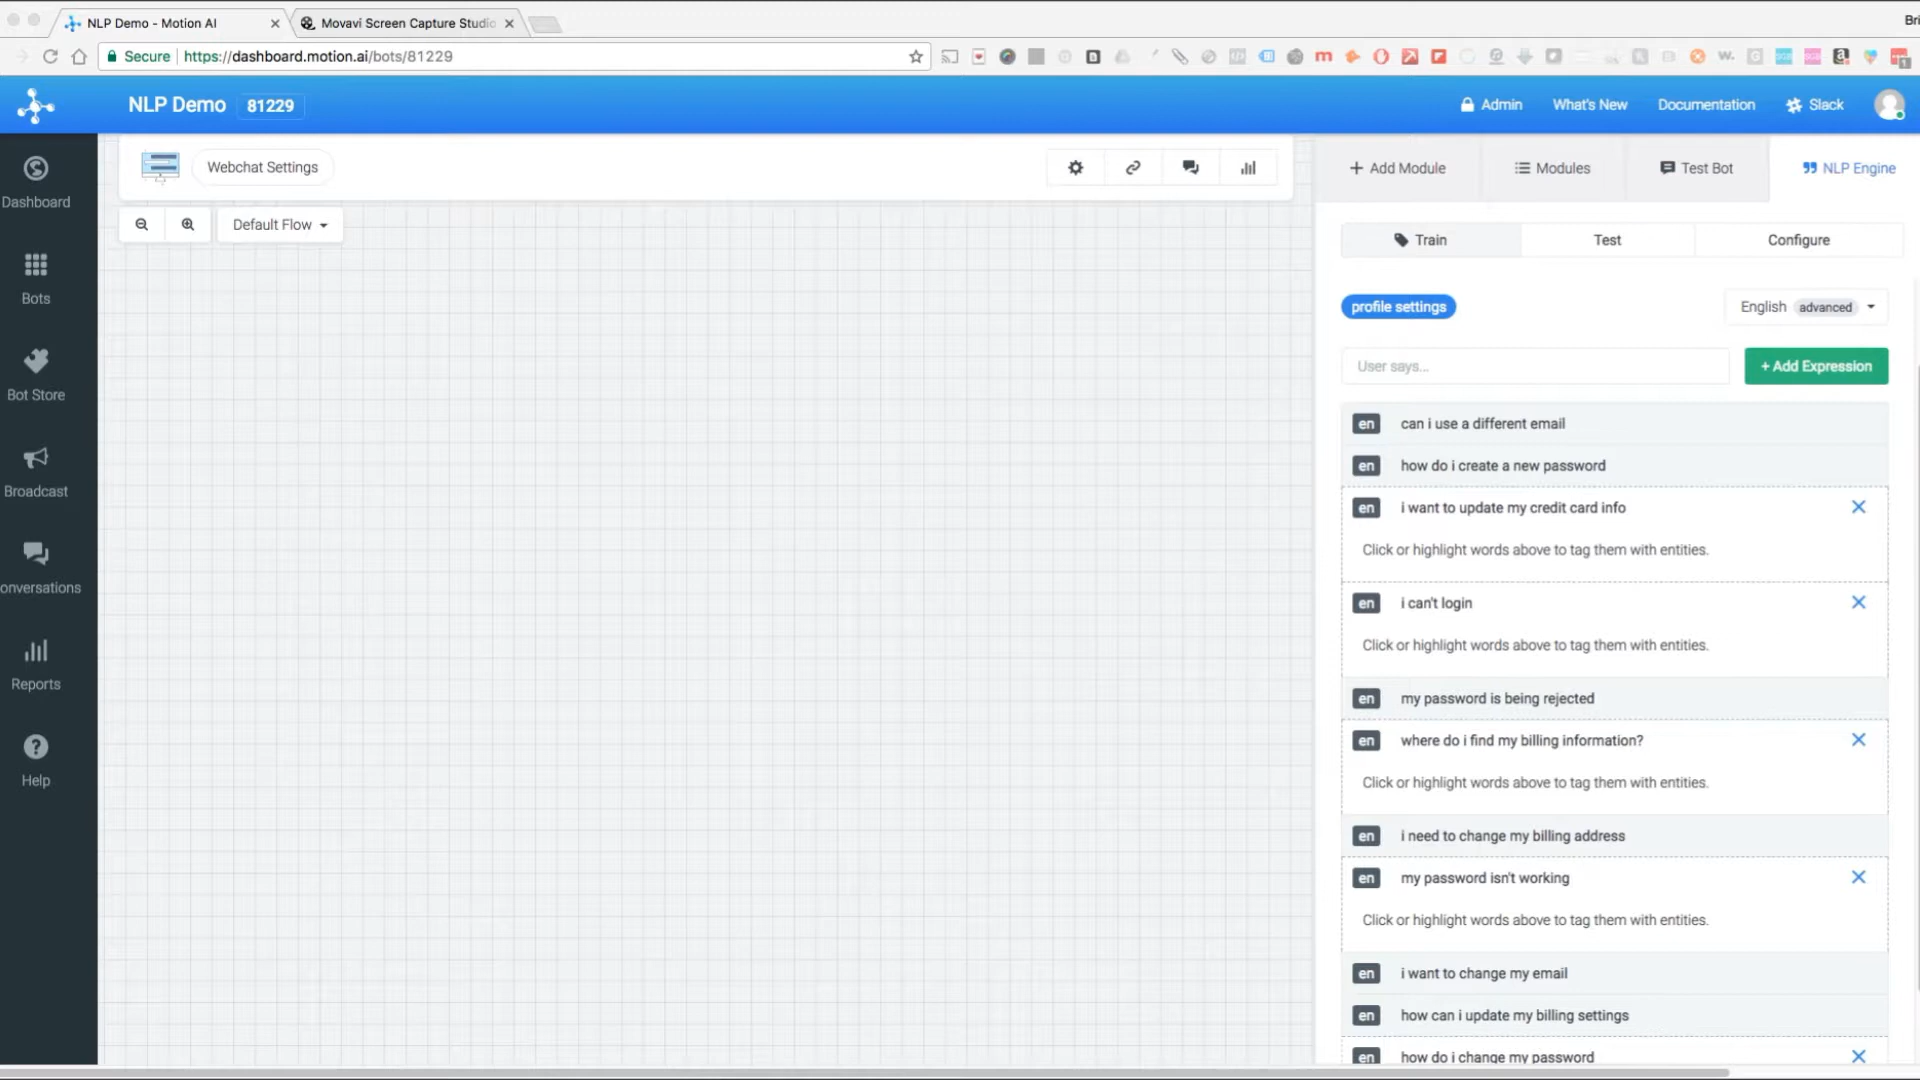 NLP Demo - Motion AI
Movavi Screen Capture Studio
Bri
Secure
https://dashboard.motion.ai/bots/81229
NLP Demo 81229
Admin What's New Documentation Slack
Dashboard
Bots
Bot Store
Broadcast
onversations
Reports
Help
Webchat Settings
Default Flow
+ Add Module
Modules
Test Bot
NLP Engine
Train
Test
Configure
profile settings
English advanced
User says...
+ Add Expression
en can i use a different email
en how do i create a new password
en i want to update my credit card info
Click or highlight words above to tag them with entities.
en i can't login
Click or highlight words above to tag them with entities.
en my password is being rejected
en where do i find my billing information?
Click or highlight words above to tag them with entities.
en i need to change my billing address
en my password isn't working
Click or highlight words above to tag them with entities.
en i want to change my email
en how can i update my billing settings
en how do i change my password